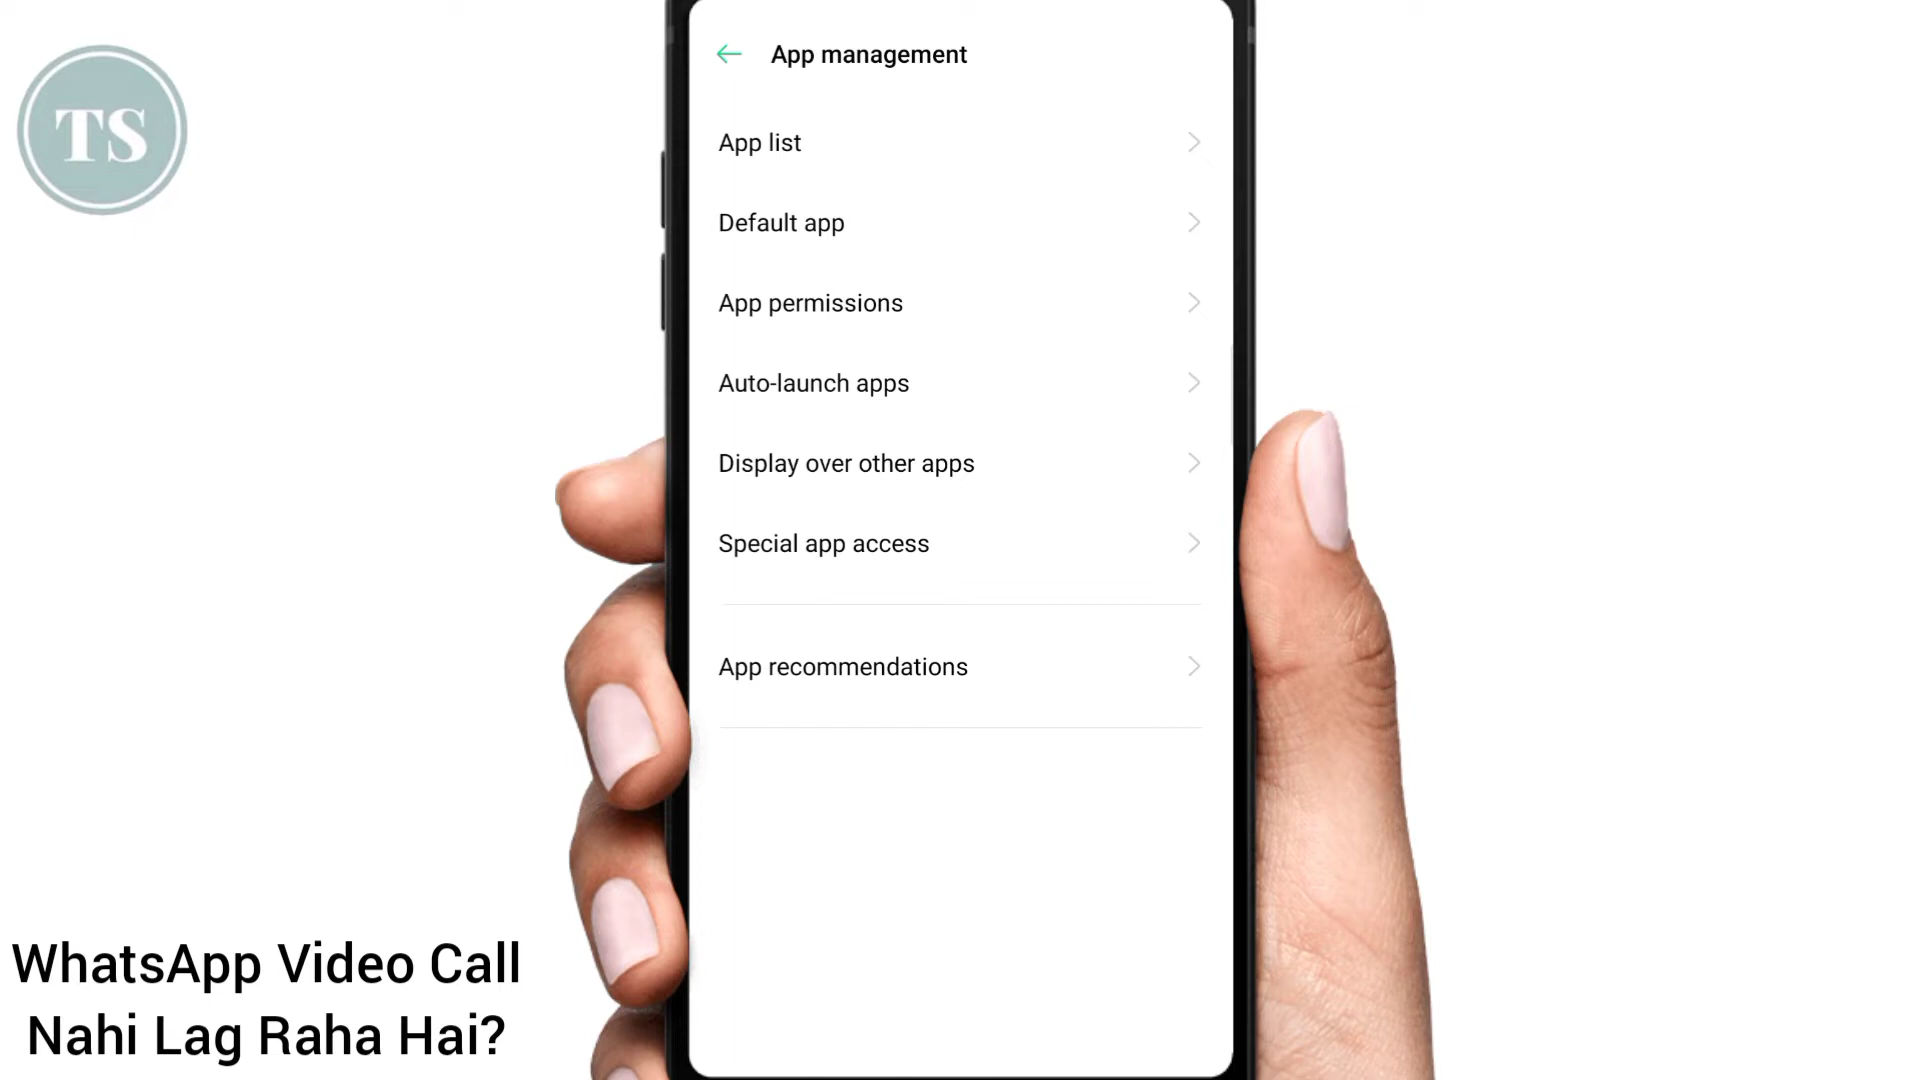 TS
App management
App list
Default app
App permissions
Auto-launch apps
Display over other apps
Special app access
App recommendations
WhatsApp Video Call
Nahi Lag Raha Hai?